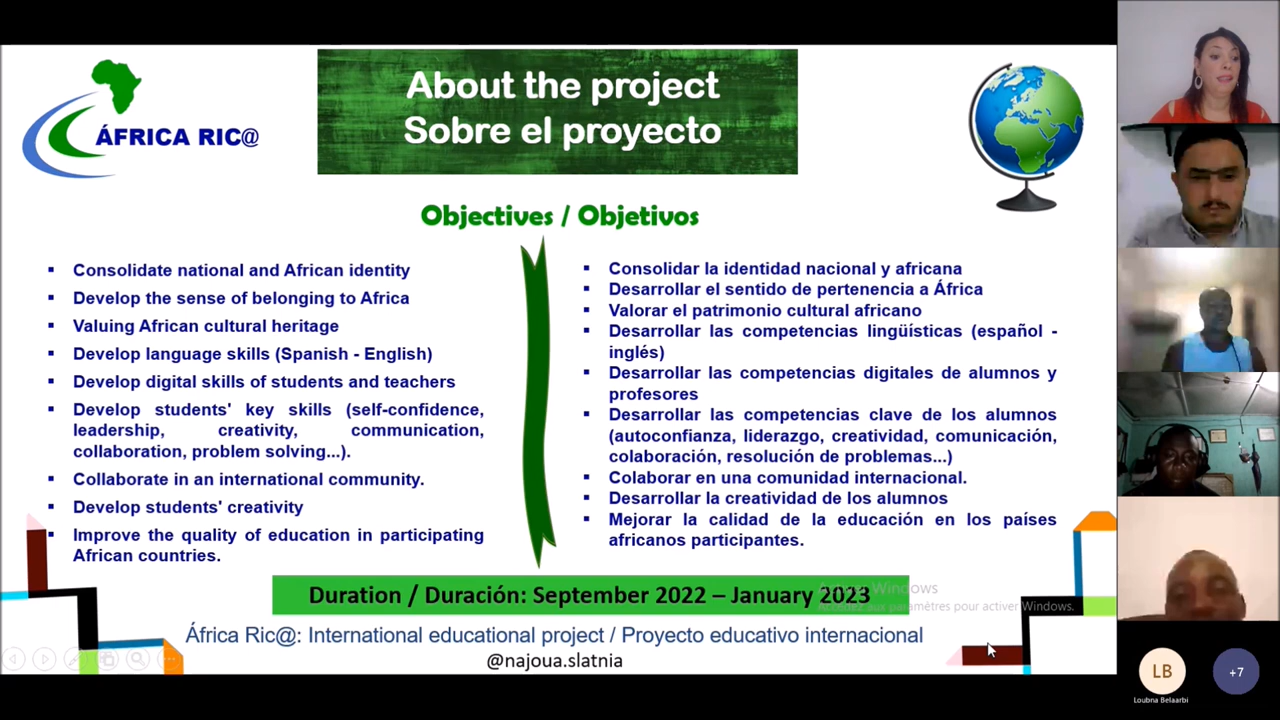 ÁFRICA RIC@
About the project
Sobre el proyecto
Objectives / Objetivos
▪ Consolidate national and African identity
▪ Develop the sense of belonging to Africa
▪ Valuing African cultural heritage
▪ Develop language skills (Spanish - English)
▪ Develop digital skills of students and teachers
▪ Develop students' key skills (self-confidence,
leadership, creativity, communication,
collaboration, problem solving...).
▪ Collaborate in an international community.
▪ Develop students' creativity
▪ Improve the quality of education in participating
African countries.
▪ Consolidar la identidad nacional y africana
▪ Desarrollar el sentido de pertenencia a África
▪ Valorar el patrimonio cultural africano
▪ Desarrollar las competencias lingüísticas (español -
inglés)
▪ Desarrollar las competencias digitales de alumnos y
profesores
▪ Desarrollar las competencias clave de los alumnos
(autoconfianza, liderazgo, creatividad, comunicación,
colaboración, resolución de problemas...)
▪ Colaborar en una comunidad internacional.
▪ Desarrollar la creatividad de los alumnos
▪ Mejorar la calidad de la educación en los países
africanos participantes.
Duration / Duración: September 2022 – January 2023
Activer Windows
Accédez aux paramètres pour activer Windows.
África Ric@: International educational project / Proyecto educativo internacional
@najoua.slatnia
LB
+7
Loubna Belaarbi